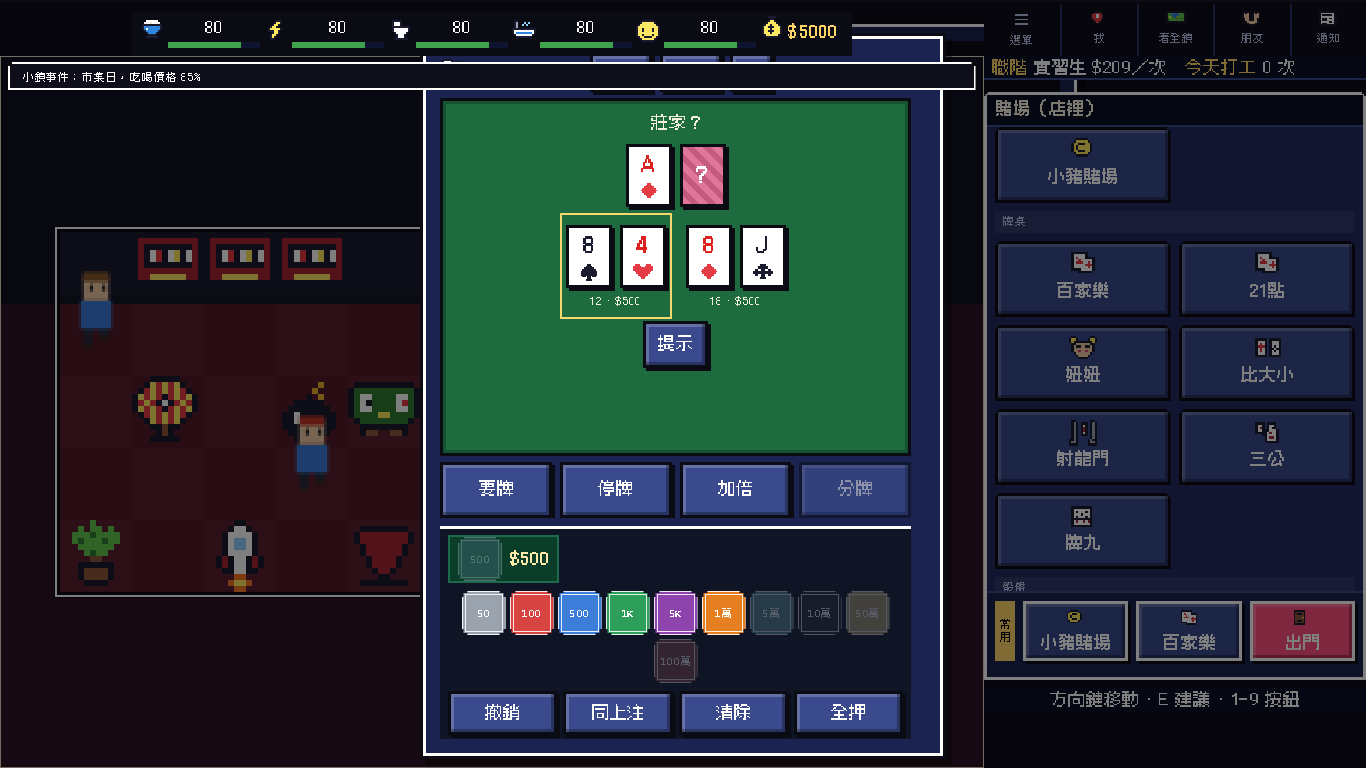 80 80 80 80 80 $5000
選單 我 看全鎮 朋友 通知
小鎮事件：市集日，吃喝價格 85%
職階 實習生 $209／次 今天打工 0 次
賭場（店裡）
小豬賭場
牌桌
百家樂 21點
妞妞 比大小
射龍門 三公
牌九
骰盤
常用
小豬賭場 百家樂 出門
方向鍵移動 · E 建議 · 1-9 按鈕
莊家？
A ?
8 4 8 J
12 · $500 18 · $500
提示
要牌 停牌 加倍 分牌
500 $500
50 100 500 1K 5K 1萬 5萬 10萬 50萬
100萬
撤銷 同上注 清除 全押